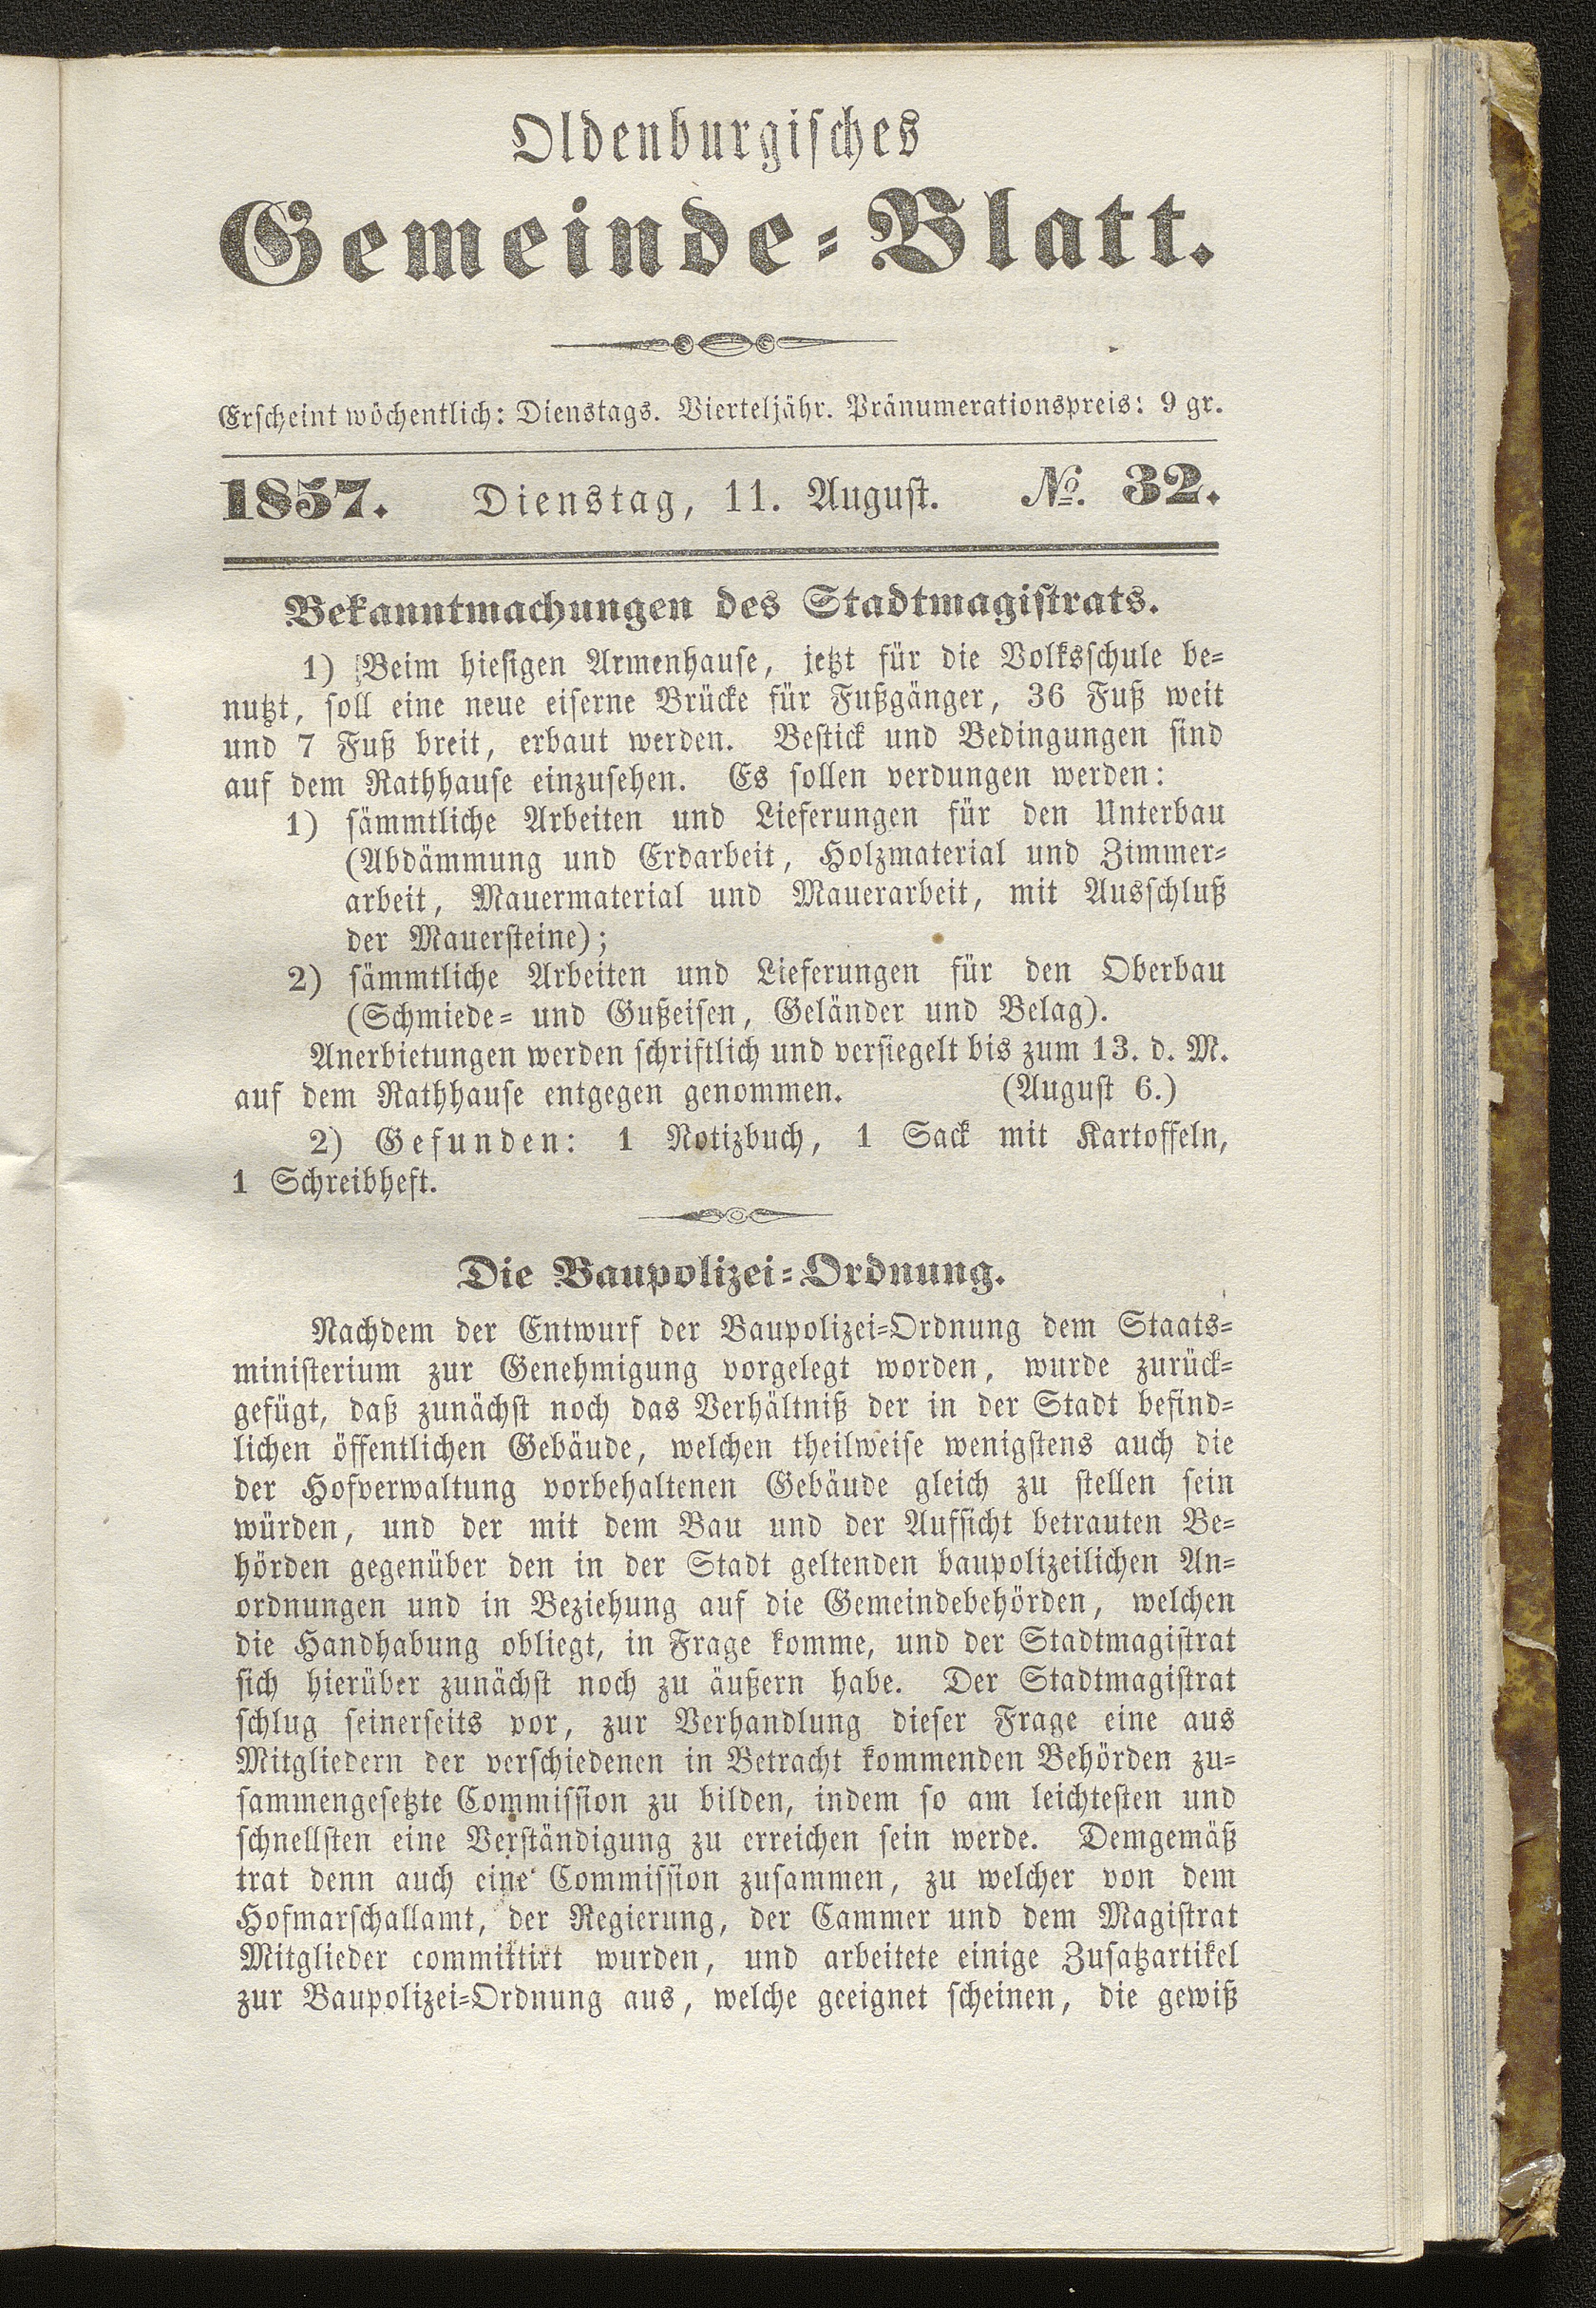 Oldenburgisches
Gemeinde-Blatt.
Erscheint wöchentlich: Dienstags. Vierteljähr. Pränumerationspreis: 9 gr.
1857. Dienstag, 11. August. №. 32.
Bekanntmachungen des Stadtmagistrats.
1) Beim hiesigen Armenhause, jetzt für die Volksschule be-
nutzt, soll eine neue eiserne Brücke für Fußgänger, 36 Fuß weit
und 7 Fuß breit, erbaut werden. Bestick und Bedingungen sind
auf dem Rathhause einzusehen. Es sollen verdungen werden:
1) sämmtliche Arbeiten und Lieferungen für den Unterbau
(Abdämmung und Erdarbeit, Holzmaterial und Zimmer-
arbeit, Mauermaterial und Mauerarbeit, mit Ausschluß
der Mauersteine);
2) sämmtliche Arbeiten und Lieferungen für den Oberbau
(Schmiede- und Gußeisen, Geländer und Belag).
Anerbietungen werden schriftlich und versiegelt bis zum 13. d. M.
auf dem Rathhause entgegen genommen. (August 6.)
2) Gefunden: 1 Notizbuch, 1 Sack mit Kartoffeln,
1 Schreibheft.
Die Baupolizei-Ordnung.
Nachdem der Entwurf der Baupolizei-Ordnung dem Staats-
ministerium zur Genehmigung vorgelegt worden, wurde zurück-
gefügt, daß zunächst noch das Verhältniß der in der Stadt befind-
lichen öffentlichen Gebäude, welchen theilweise wenigstens auch die
der Hofverwaltung vorbehaltenen Gebäude gleich zu stellen sein
würden, und der mit dem Bau und der Aufsicht betrauten Be-
hörden gegenüber den in der Stadt geltenden baupolizeilichen An-
ordnungen und in Beziehung auf die Gemeindebehörden, welchen
die Handhabung obliegt, in Frage komme, und der Stadtmagistrat
sich hierüber zunächst noch zu äußern habe. Der Stadtmagistrat
schlug seinerseits vor, zur Verhandlung dieser Frage eine aus
Mitgliedern der verschiedenen in Betracht kommenden Behörden zu-
sammengesetzte Commission zu bilden, indem so am leichtesten und
schnellsten eine Verständigung zu erreichen sein werde. Demgemäß
trat denn auch eine Commission zusammen, zu welcher von dem
Hofmarschallamt, der Regierung, der Cammer und dem Magistrat
Mitglieder committirt wurden, und arbeitete einige Zusatzartikel
zur Baupolizei-Ordnung aus, welche geeignet scheinen, die gewiß